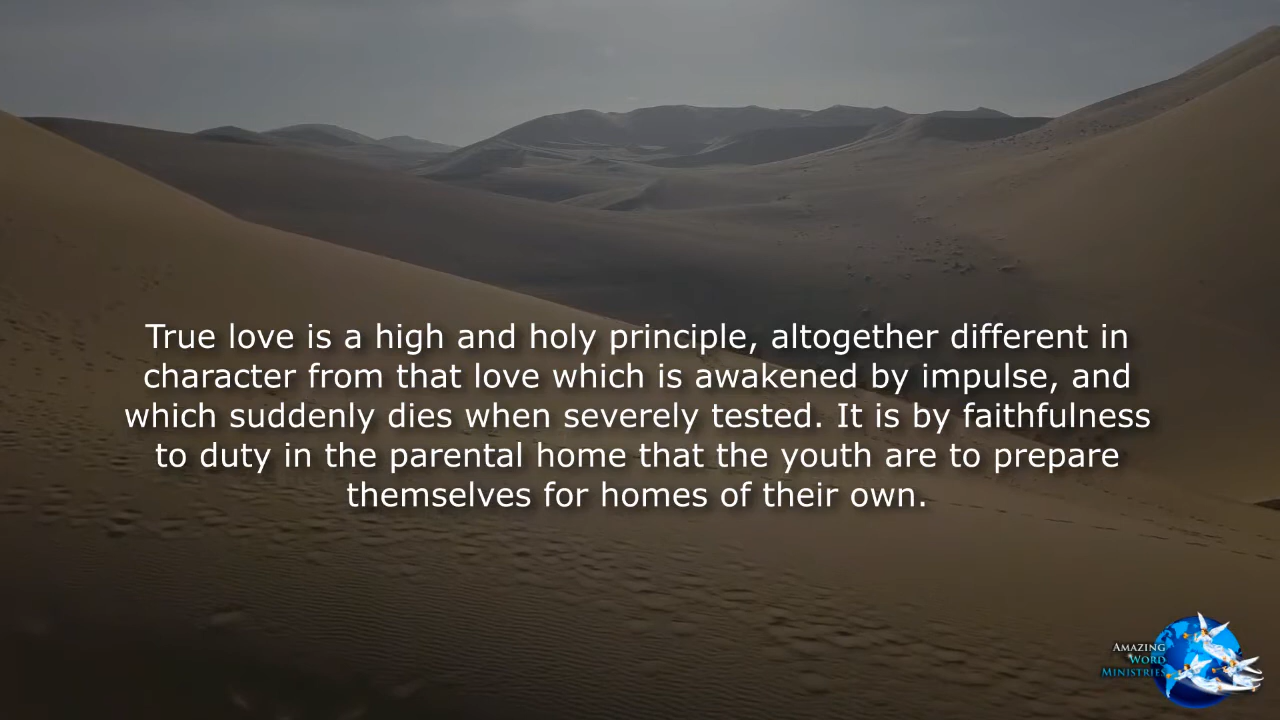 True love is a high and holy principle, altogether different in
character from that love which is awakened by impulse, and
which suddenly dies when severely tested. It is by faithfulness
to duty in the parental home that the youth are to prepare
themselves for homes of their own.
AMAZING
WORD
MINISTRIES